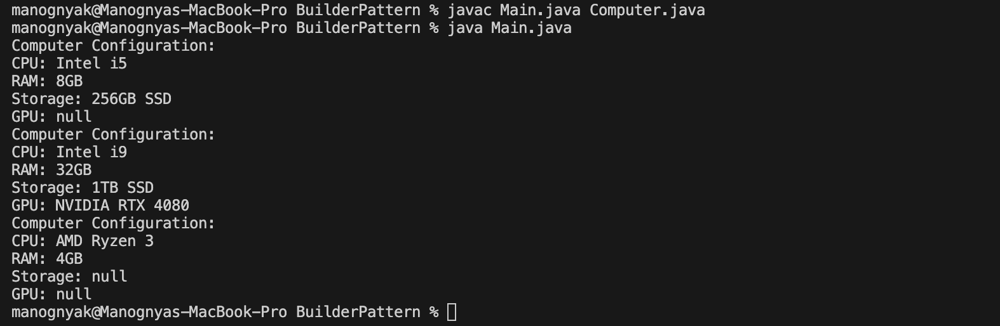 manognyak@Manognyas-MacBook-Pro BuilderPattern % javac Main.java Computer.java
manognyak@Manognyas-MacBook-Pro BuilderPattern % java Main.java
Computer Configuration:
CPU: Intel i5
RAM: 8GB
Storage: 256GB SSD
GPU: null
Computer Configuration:
CPU: Intel i9
RAM: 32GB
Storage: 1TB SSD
GPU: NVIDIA RTX 4080
Computer Configuration:
CPU: AMD Ryzen 3
RAM: 4GB
Storage: null
GPU: null
manognyak@Manognyas-MacBook-Pro BuilderPattern %